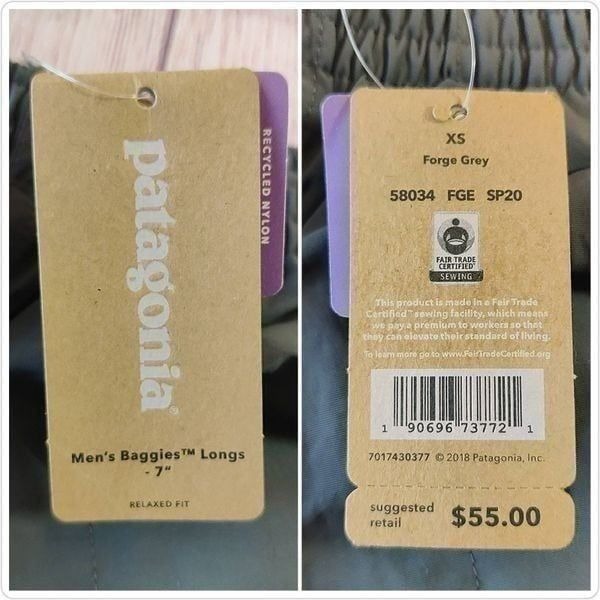 patagonia®
RECYCLED NYLON
Men's Baggies™ Longs
- 7"
RELAXED FIT
XS
Forge Grey
58034 FGE SP20
FAIR TRADE
CERTIFIED™
SEWING
This product is made in a Fair Trade
Certified™ sewing facility, which means
we pay a premium to workers so that
they can elevate their standard of living.
To learn more go to www.FairTradeCertified.org
1 90696 73772 1
7017430377 © 2018 Patagonia, Inc.
suggested
retail
$55.00